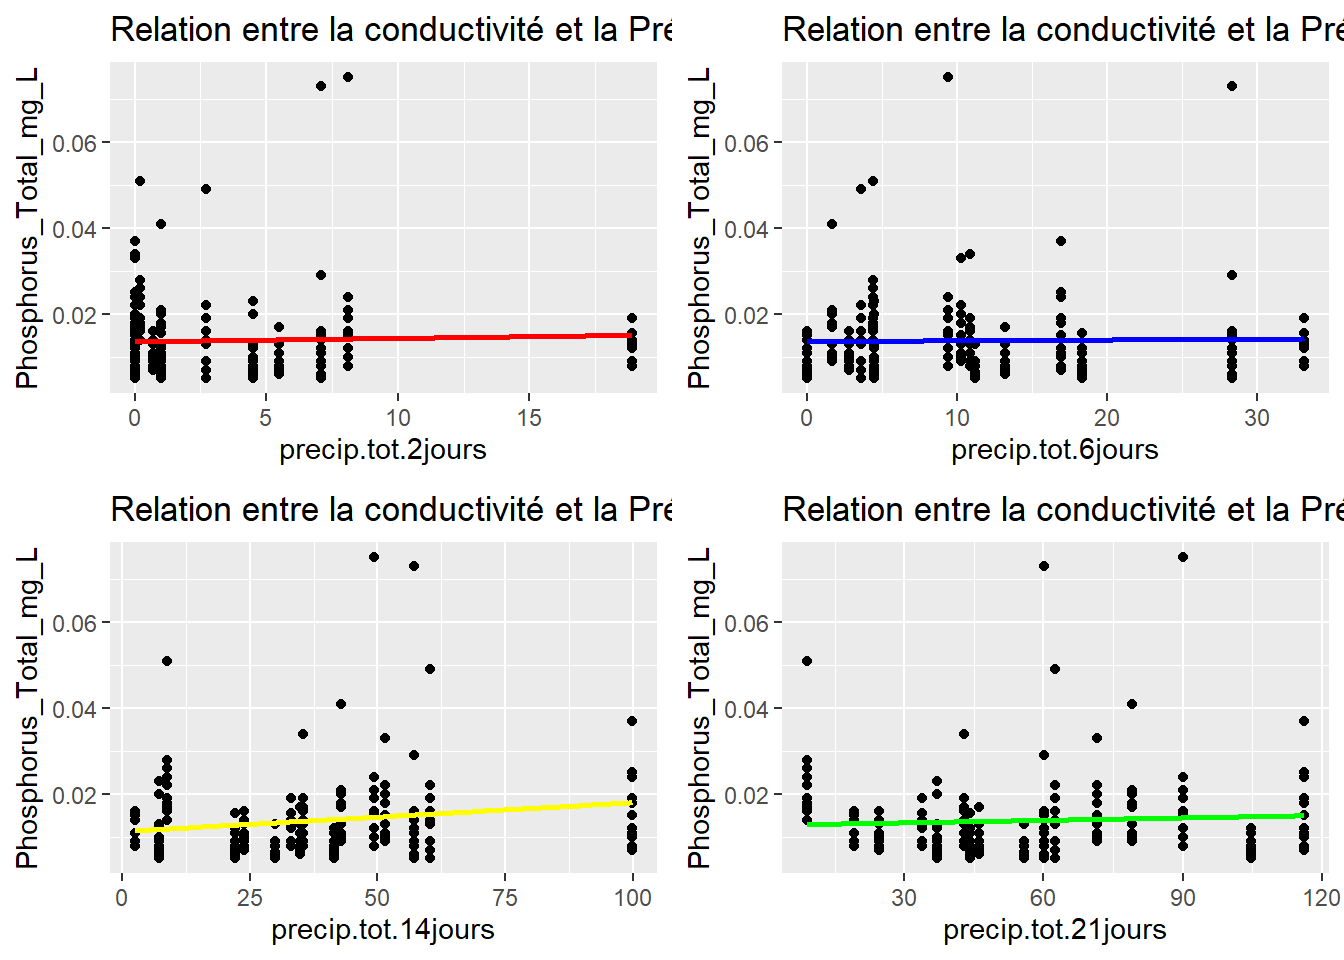 Relation entre la conductivité et la Pré
Phosphorus_Total_mg_L
0.06
0.04
0.02
0 5 10 15
precip.tot.2jours
Relation entre la conductivité et la Pré
Phosphorus_Total_mg_L
0.06
0.04
0.02
0 10 20 30
precip.tot.6jours
Relation entre la conductivité et la Pré
Phosphorus_Total_mg_L
0.06
0.04
0.02
0 25 50 75 100
precip.tot.14jours
Relation entre la conductivité et la Pré
Phosphorus_Total_mg_L
0.06
0.04
0.02
30 60 90 120
precip.tot.21jours